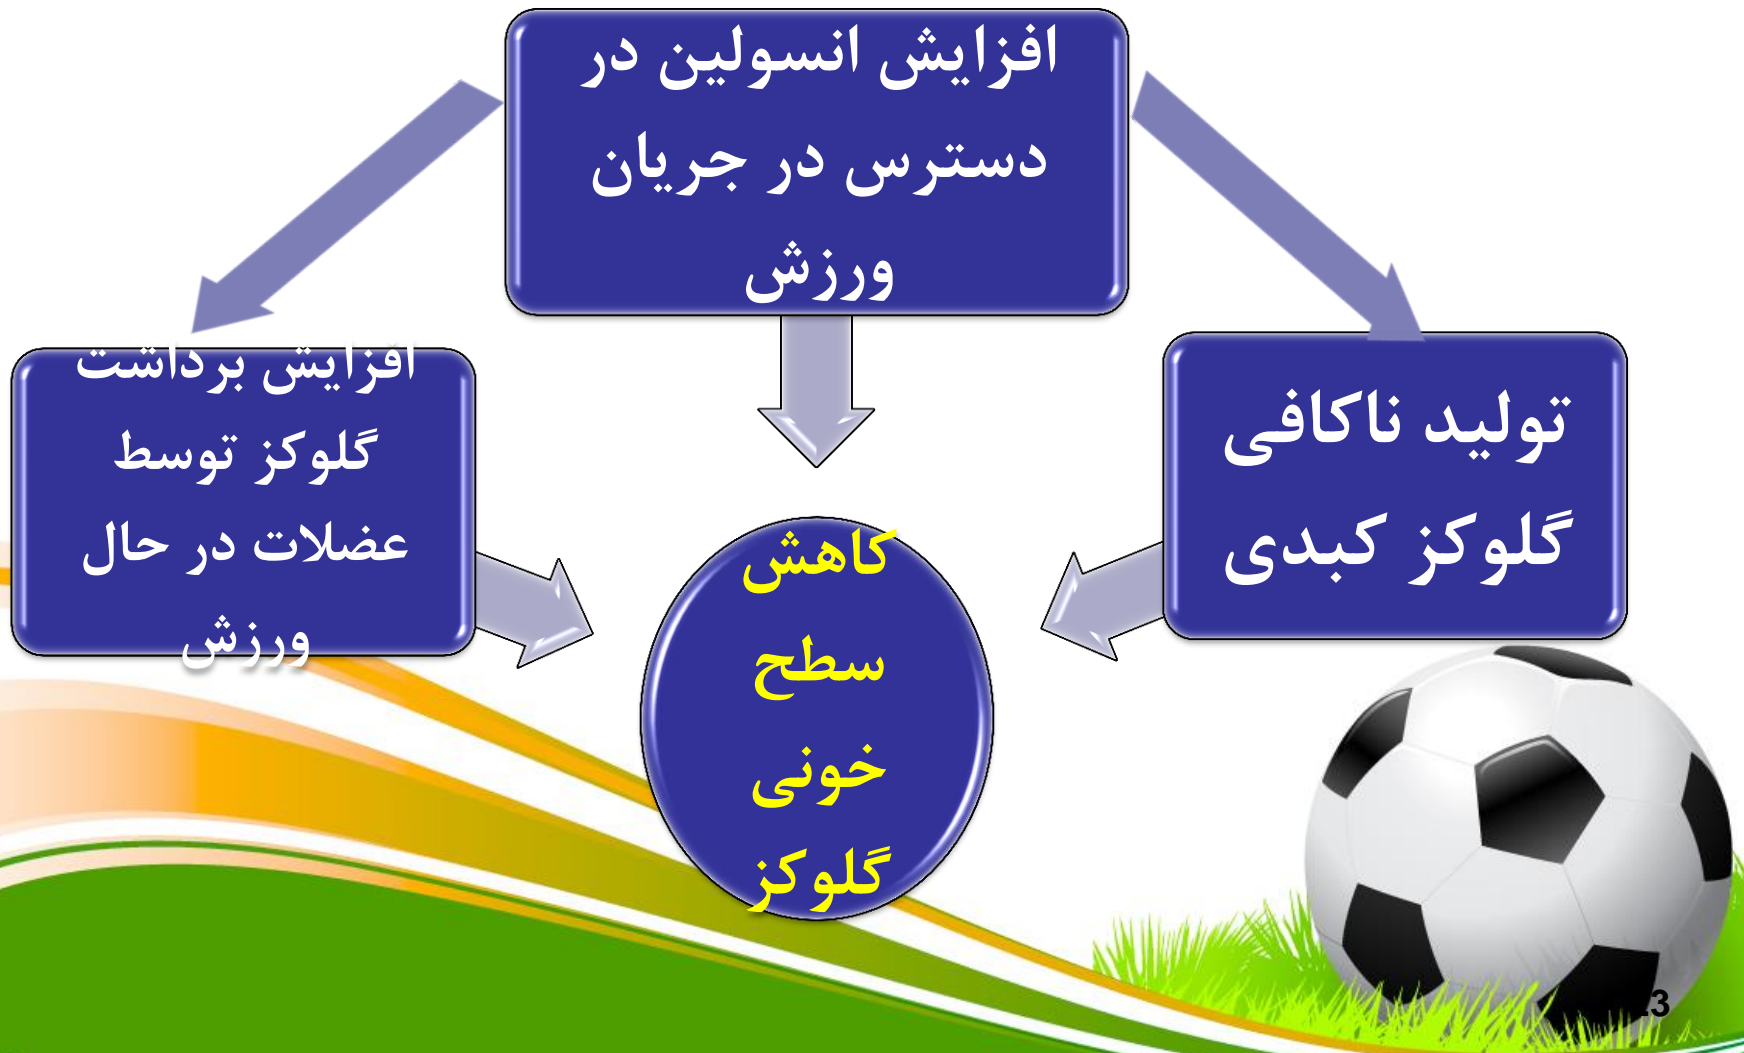 افزایش انسولین در
دسترس در جریان
ورزش
تولید ناکافی
گلوکز کبدی
افزایش برداشت
گلوکز توسط
عضلات در حال
ورزش
کاهش
سطح
خونی
گلوکز